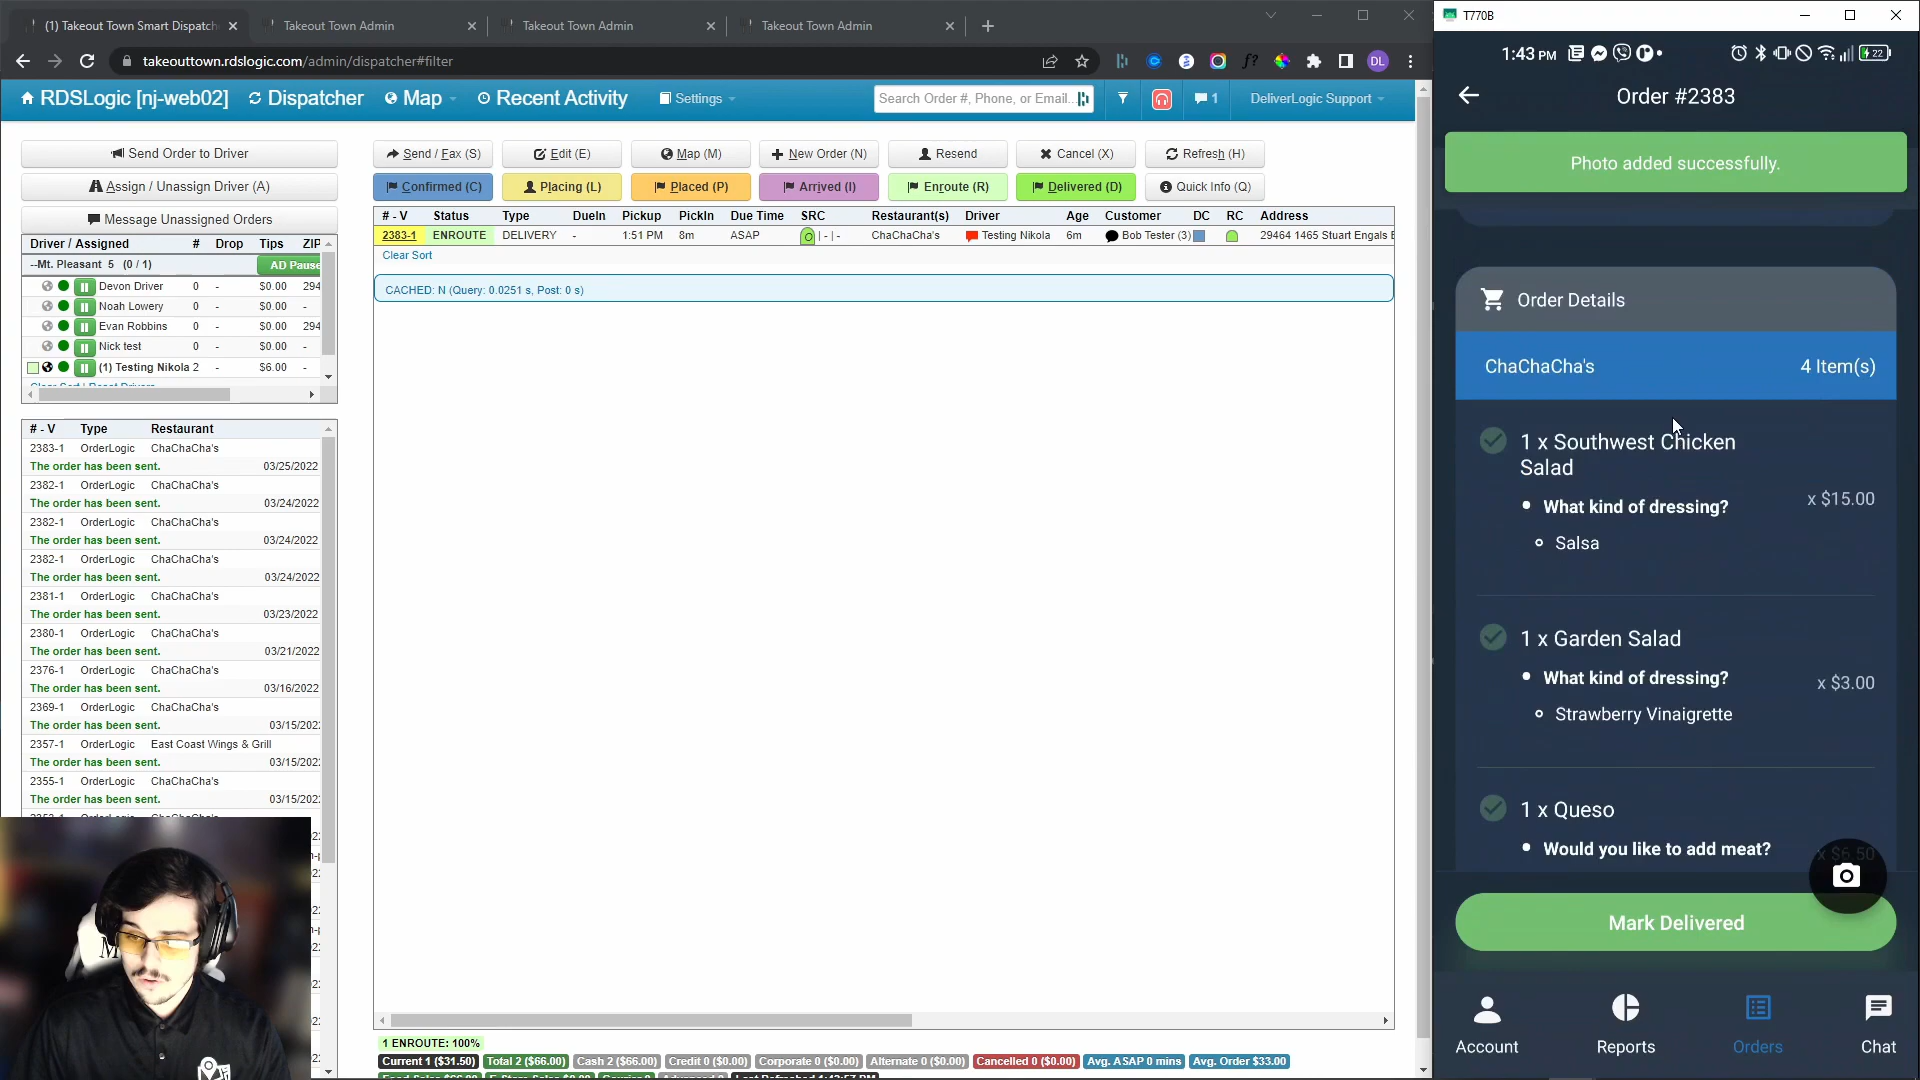 (1) Takeout Town Smart Dispatch
Takeout Town Admin
Takeout Town Admin
Takeout Town Admin
takeouttown.rdslogic.com/admin/dispatcher#filter
DL
RDSLogic [nj-web02]
Dispatcher
Map
Recent Activity
Settings
Search Order #, Phone, or Email...
1
DeliverLogic Support
Send Order to Driver
Assign / Unassign Driver (A)
Message Unassigned Orders
Send / Fax (S)
Edit (E)
Map (M)
New Order (N)
Resend
Cancel (X)
Refresh (H)
Confirmed (C)
Placing (L)
Placed (P)
Arrived (I)
Enroute (R)
Delivered (D)
Quick Info (Q)
# - V Status Type DueIn Pickup PickIn Due Time SRC Restaurant(s) Driver Age Customer DC RC Address
2383-1 ENROUTE DELIVERY - 1:51 PM 8m ASAP | - | - ChaChaCha's Testing Nikola 6m Bob Tester (3) 29464 1465 Stuart Engals B
Clear Sort
CACHED: N (Query: 0.0251 s, Post: 0 s)
Driver / Assigned # Drop Tips ZIP
--Mt. Pleasant 5 (0 / 1) AD Pause
Devon Driver 0 - $0.00 294
Noah Lowery 0 - $0.00 -
Evan Robbins 0 - $0.00 294
Nick test 0 - $0.00 -
(1) Testing Nikola 2 - $6.00 -
Clear Sort | Reset Drivers
# - V Type Restaurant
2383-1 OrderLogic ChaChaCha's
The order has been sent. 03/25/2022
2382-1 OrderLogic ChaChaCha's
The order has been sent. 03/24/2022
2382-1 OrderLogic ChaChaCha's
The order has been sent. 03/24/2022
2382-1 OrderLogic ChaChaCha's
The order has been sent. 03/24/2022
2381-1 OrderLogic ChaChaCha's
The order has been sent. 03/23/2022
2380-1 OrderLogic ChaChaCha's
The order has been sent. 03/21/2022
2376-1 OrderLogic ChaChaCha's
The order has been sent. 03/16/2022
2369-1 OrderLogic ChaChaCha's
The order has been sent. 03/15/202
2357-1 OrderLogic East Coast Wings & Grill
The order has been sent. 03/15/202
2355-1 OrderLogic ChaChaCha's
The order has been sent. 03/15/202
1 ENROUTE: 100%
Current 1 ($31.50) Total 2 ($66.00) Cash 2 ($66.00) Credit 0 ($0.00) Corporate 0 ($0.00) Alternate 0 ($0.00) Cancelled 0 ($0.00) Avg. ASAP 0 mins Avg. Order $33.00
T770B
1:43 PM
22
Order #2383
Photo added successfully.
Order Details
ChaChaCha's 4 Item(s)
1 x Southwest Chicken
Salad
What kind of dressing?
x $15.00
Salsa
1 x Garden Salad
What kind of dressing?
x $3.00
Strawberry Vinaigrette
1 x Queso
Would you like to add meat?
x $6.50
Mark Delivered
Account
Reports
Orders
Chat